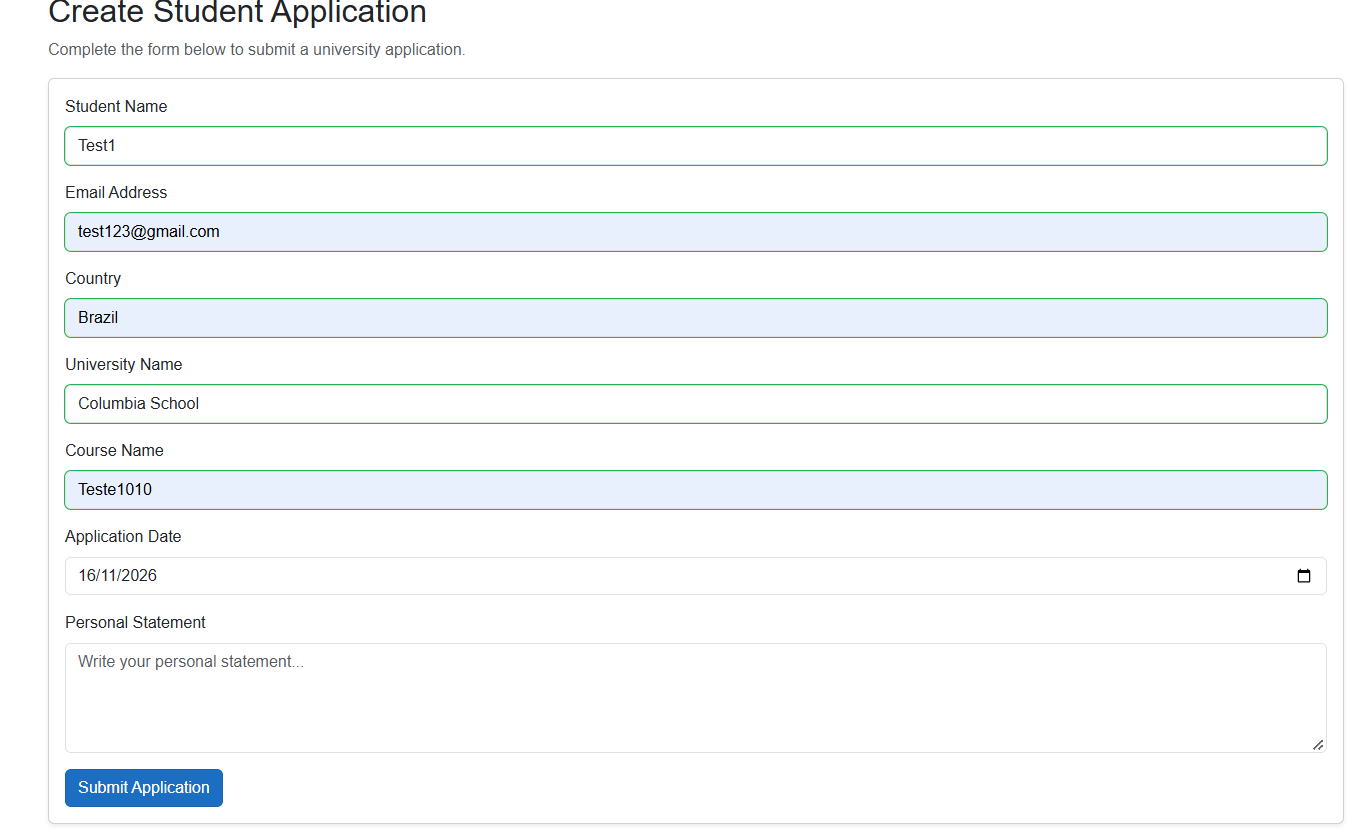 Create Student Application
Complete the form below to submit a university application.
Student Name
Test1
Email Address
test123@gmail.com
Country
Brazil
University Name
Columbia School
Course Name
Teste1010
Application Date
16/11/2026
Personal Statement
Write your personal statement...
Submit Application